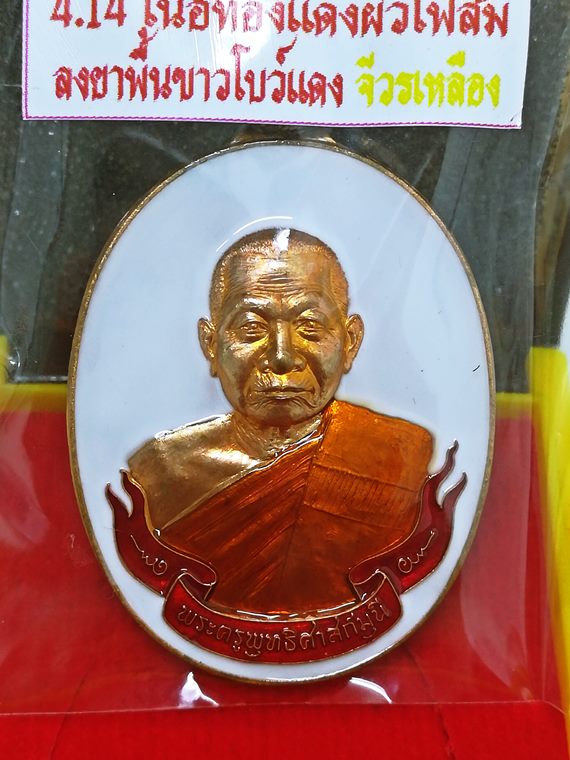 4.14 เนื้อทองแดงผิวไฟส้ม
ลงยาพื้นขาวโบว์แดง จีวรเหลือง
พระครูพุทธิศาสก์มุนี